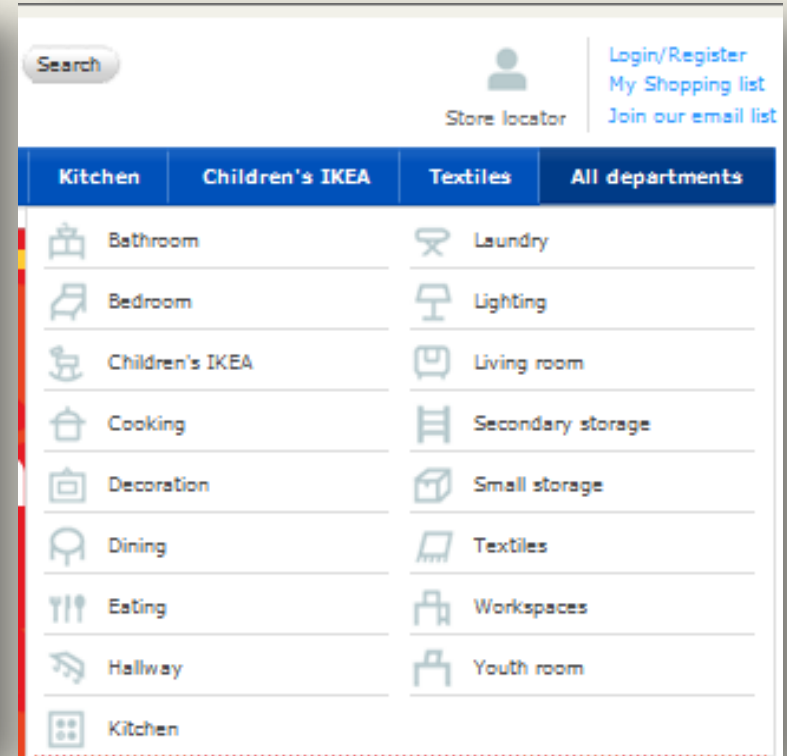 Search
Login/Register
My Shopping list
Store locator
Join our email list
Kitchen
Children's IKEA
Textiles
All departments
Bathroom
Bedroom
Children's IKEA
Cooking
Decoration
Dining
Eating
Hallway
Kitchen
Laundry
Lighting
Living room
Secondary storage
Small storage
Textiles
Workspaces
Youth room